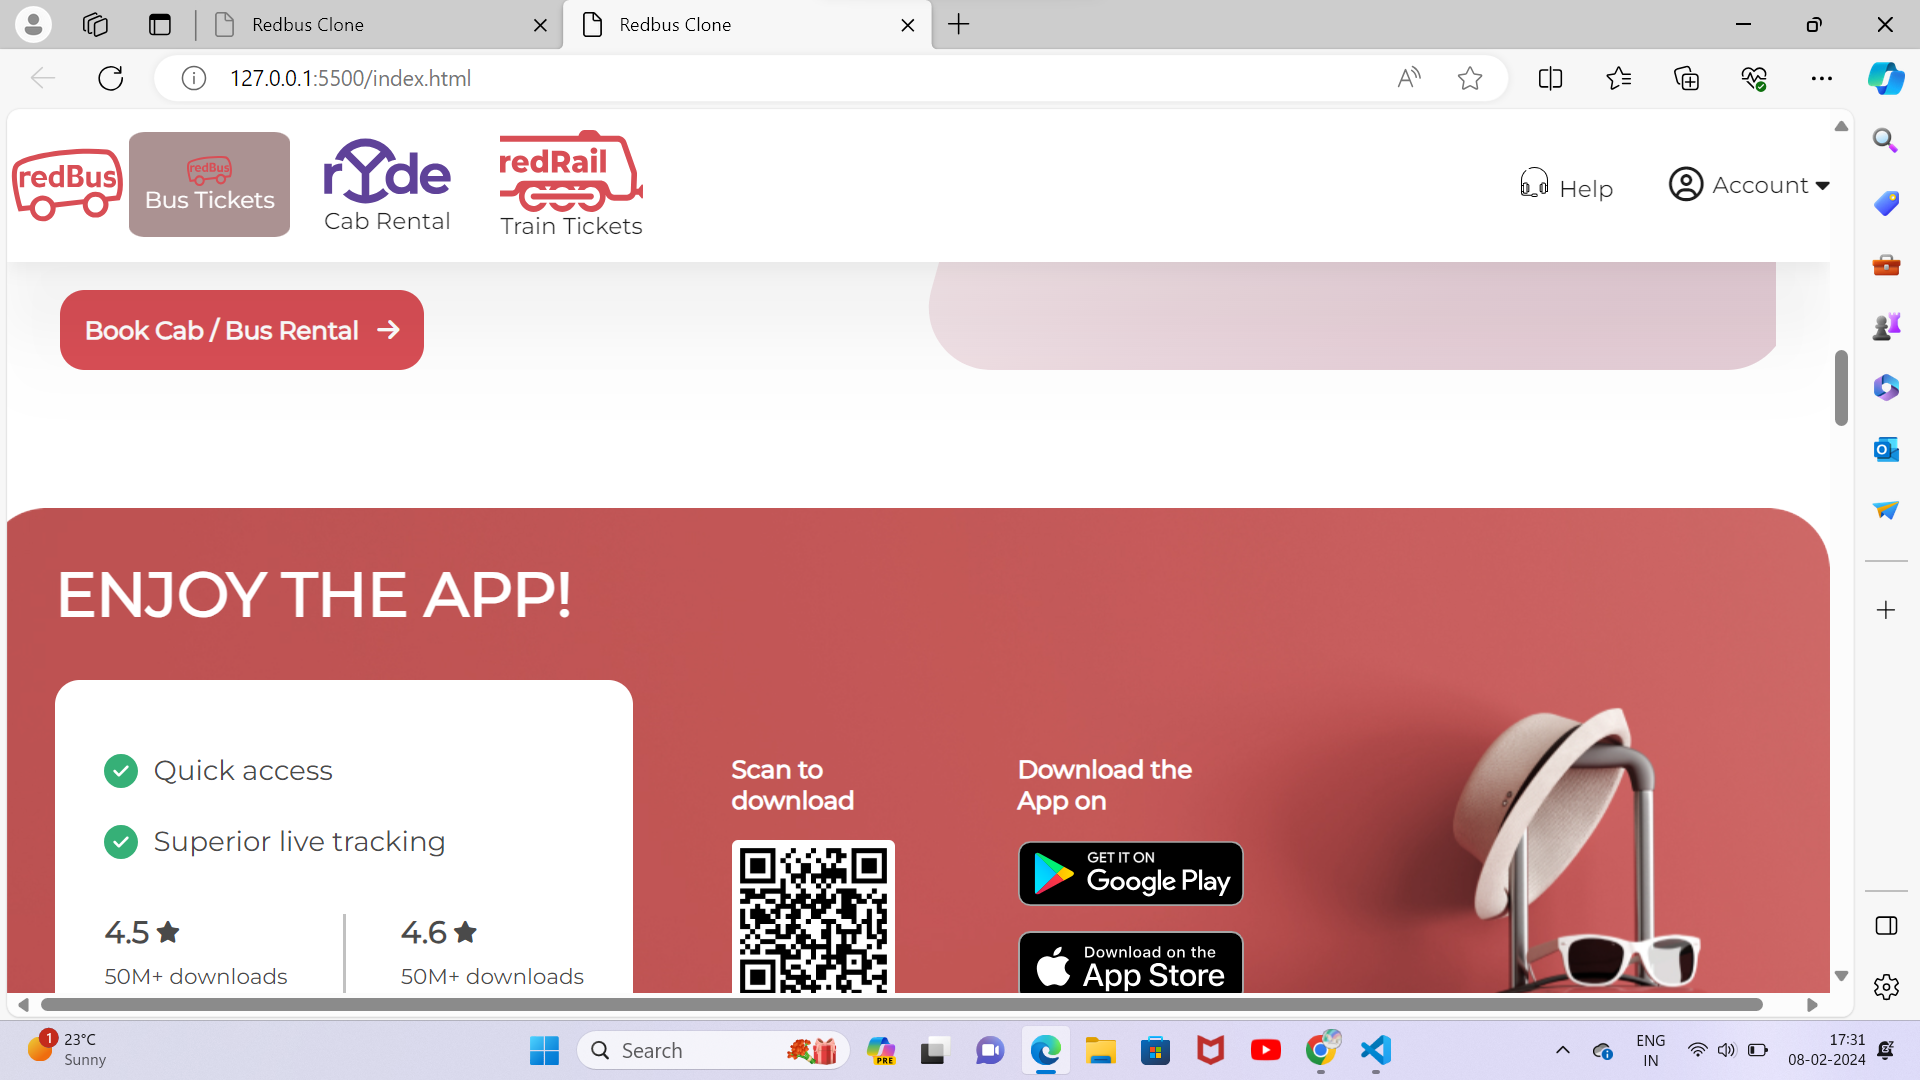 Redbus Clone
Redbus Clone
127.0.0.1:5500/index.html
redBus
redBus
Bus Tickets
rYde
Cab Rental
redRail
Train Tickets
Help
Account
Book Cab / Bus Rental
ENJOY THE APP!
Quick access
Superior live tracking
4.5
50M+ downloads
4.6
50M+ downloads
Scan to
download
Download the
App on
GET IT ON
Google Play
Download on the
App Store
1
23°C
Sunny
Search
PRE
ENG
IN
17:31
08-02-2024